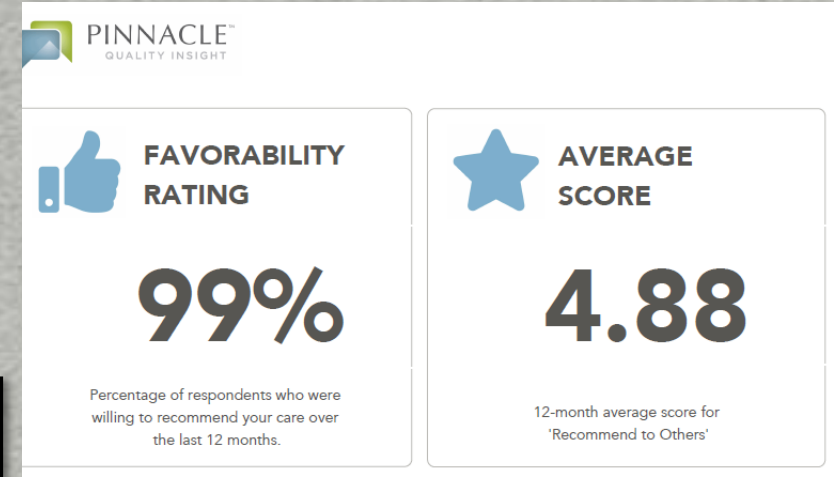 PINNACLE™
QUALITY INSIGHT
FAVORABILITY
RATING
99%
Percentage of respondents who were
willing to recommend your care over
the last 12 months.
AVERAGE
SCORE
4.88
12-month average score for
'Recommend to Others'